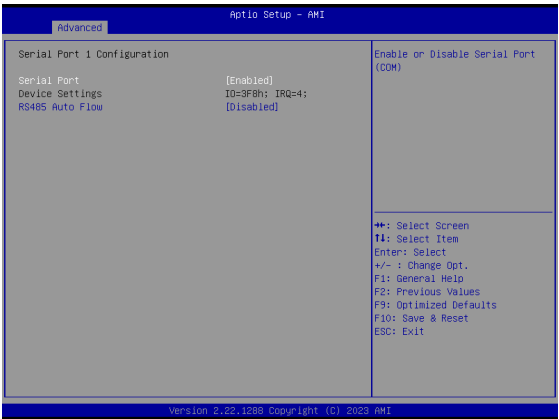 Aptio Setup - AMI
Advanced
Serial Port 1 Configuration
Serial Port [Enabled]
Device Settings IO=3F8h; IRQ=4;
RS485 Auto Flow [Disabled]
Enable or Disable Serial Port
(COM)
→←: Select Screen
↑↓: Select Item
Enter: Select
+/- : Change Opt.
F1: General Help
F2: Previous Values
F9: Optimized Defaults
F10: Save & Reset
ESC: Exit
Version 2.22.1288 Copyright (C) 2023 AMI